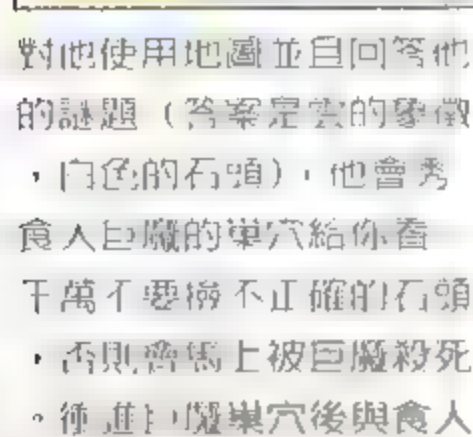 對他使用地圖並且回答他
的謎題（答案是雲的象徵
，白色的石頭），他會秀
食人巨魔的巢穴給你看
千萬不要撿不正確的石頭
，否則會馬上被巨魔殺死
。徘進巨魔巢穴後與食人